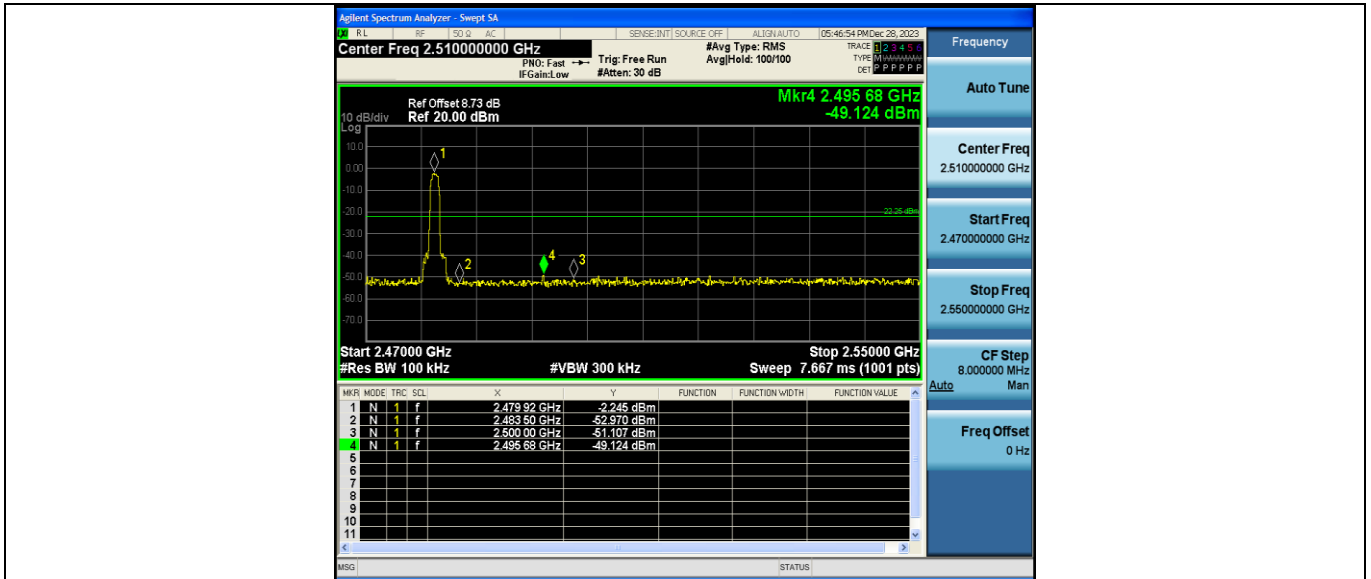 Agilent Spectrum Analyzer - Swept SA
LXI RL RF 50 Ω AC SENSE:INT SOURCE OFF ALIGN AUTO 05:46:54 PM Dec 28, 2023
Center Freq 2.510000000 GHz #Avg Type: RMS TRACE 1 2 3 4 5 6
PNO: Fast Trig: Free Run Avg|Hold: 100/100 TYPE M WWWWW
IFGain:Low #Atten: 30 dB DET P P P P P P
Frequency
Auto Tune
Center Freq
2.510000000 GHz
Start Freq
2.470000000 GHz
Stop Freq
2.550000000 GHz
CF Step
8.000000 MHz
Auto Man
Freq Offset
0 Hz
Mkr4 2.495 68 GHz
-49.124 dBm
Ref Offset 8.73 dB
10 dB/div Ref 20.00 dBm
Log
10.0
0.00
-10.0
-20.0
-30.0
-40.0
-50.0
-60.0
-70.0
1
2
4
3
-22.25 dBm
Start 2.47000 GHz Stop 2.55000 GHz
#Res BW 100 kHz #VBW 300 kHz Sweep 7.667 ms (1001 pts)
MKR MODE TRC SCL X Y FUNCTION FUNCTION WIDTH FUNCTION VALUE
1 N 1 f 2.479 92 GHz -2.245 dBm
2 N 1 f 2.483 50 GHz -52.970 dBm
3 N 1 f 2.500 00 GHz -51.107 dBm
4 N 1 f 2.495 68 GHz -49.124 dBm
5
6
7
8
9
10
11
MSG STATUS